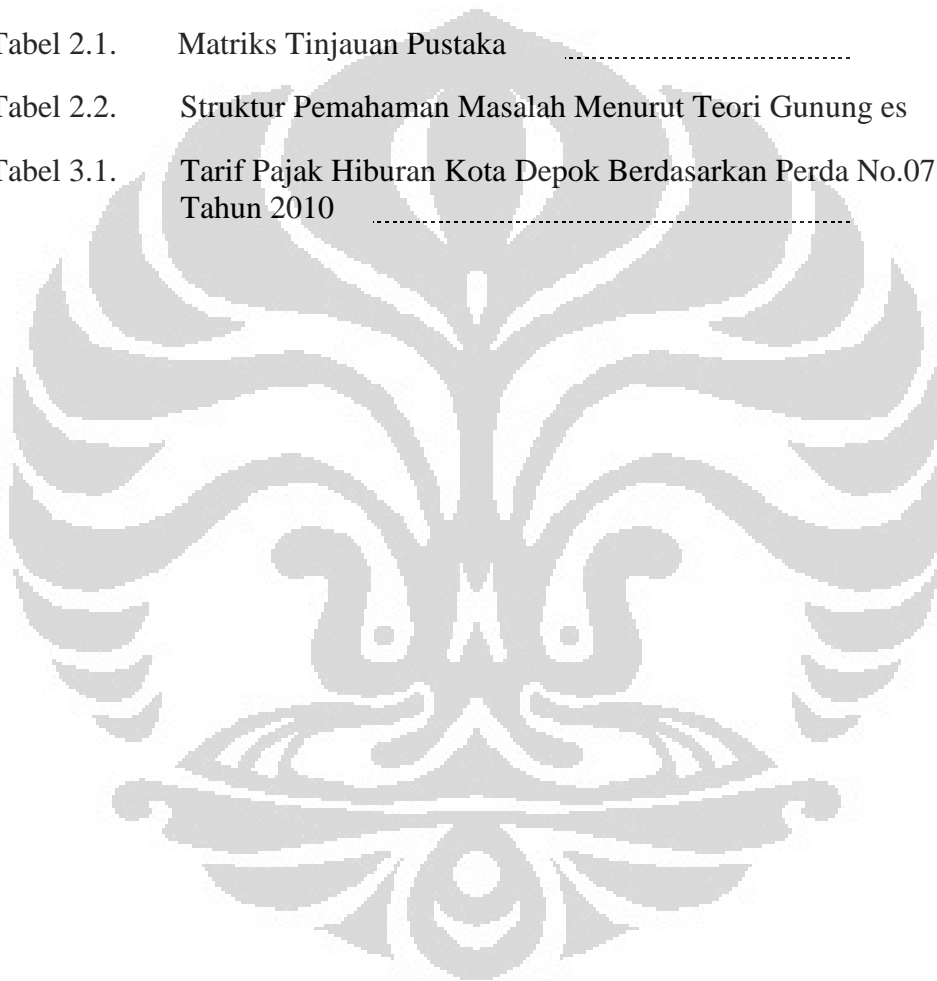 Tabel 2.1. Matriks Tinjauan Pustaka
Tabel 2.2. Struktur Pemahaman Masalah Menurut Teori Gunung es
Tabel 3.1. Tarif Pajak Hiburan Kota Depok Berdasarkan Perda No.07
Tahun 2010